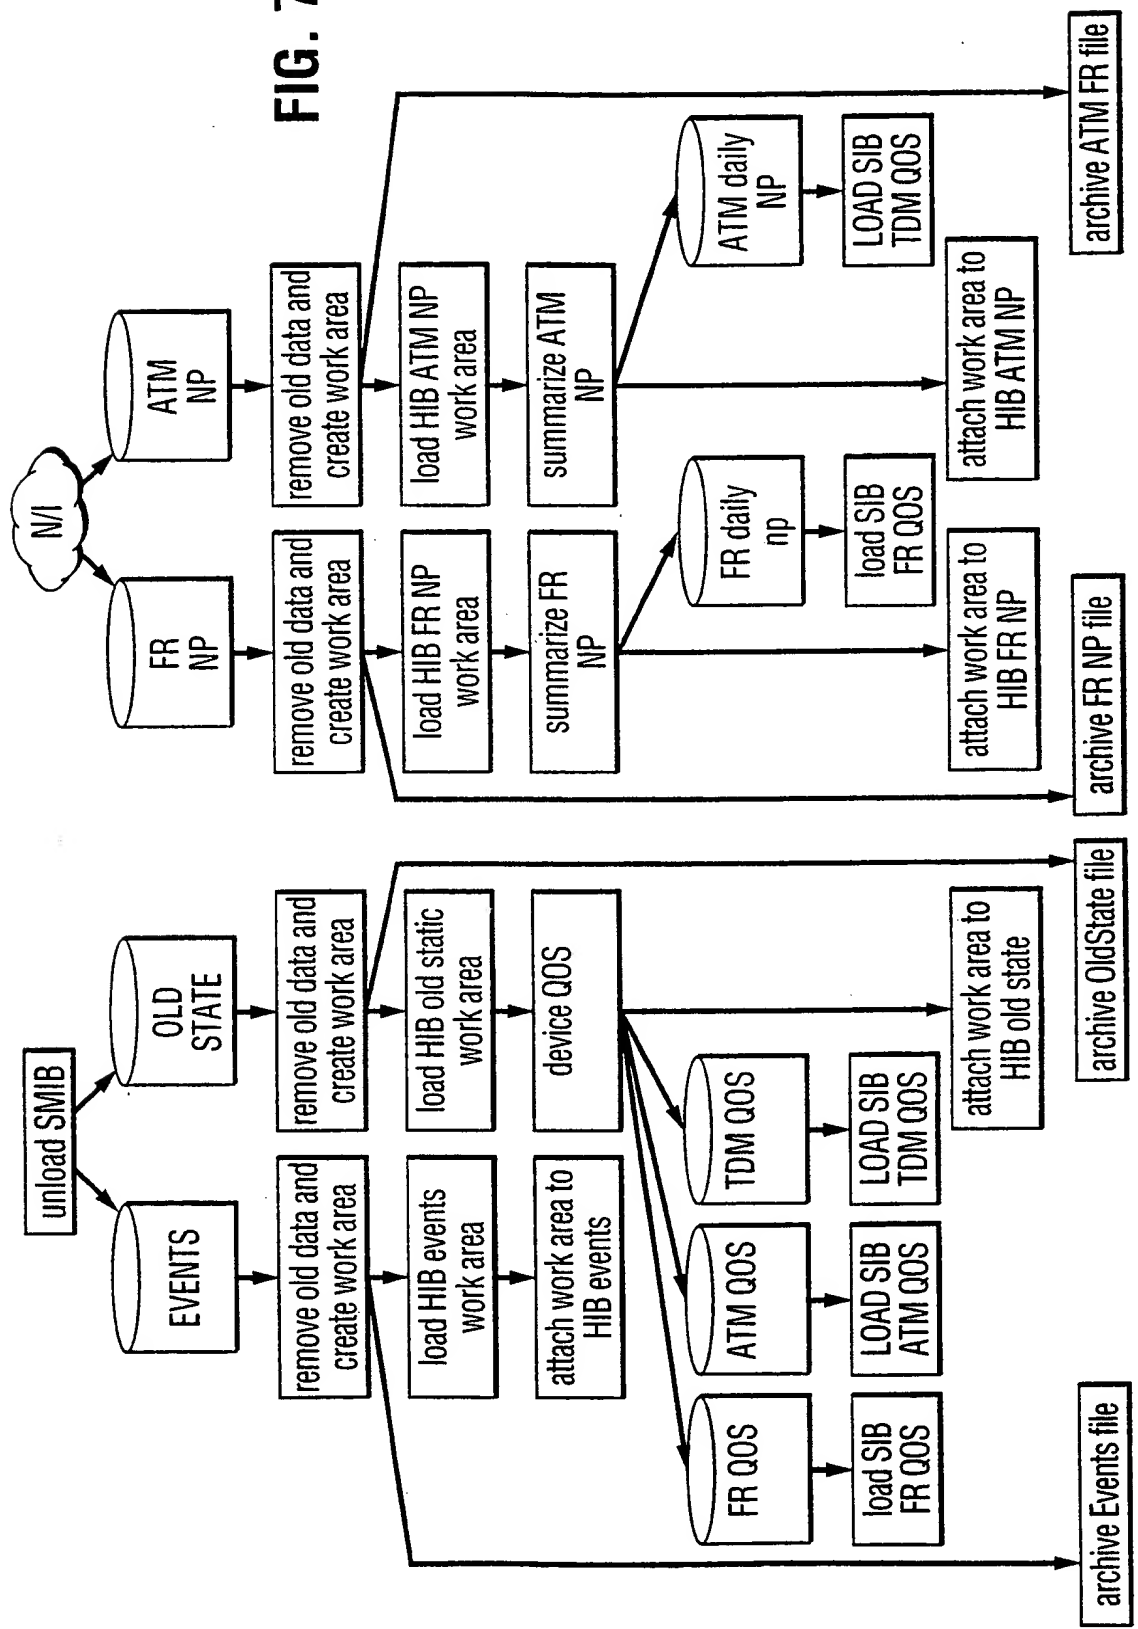 unload SMIB
N/I
EVENTS
OLD
STATE
FR
NP
ATM
NP
remove old data and
create work area
remove old data and
create work area
remove old data and
create work area
remove old data and
create work area
load HIB events
work area
load HIB old static
work area
load HIB FR NP
work area
load HIB ATM NP
work area
attach work area to
HIB events
device QOS
summarize FR
NP
summarize ATM
NP
FR QOS
ATM QOS
TDM QOS
FR daily
np
ATM daily
NP
load SIB
FR QOS
LOAD SIB
ATM QOS
LOAD SIB
TDM QOS
load SIB
FR QOS
LOAD SIB
TDM QOS
attach work area to
HIB old state
attach work area to
HIB FR NP
attach work area to
HIB ATM NP
archive Events file
archive OldState file
archive FR NP file
archive ATM FR file
FIG. 7